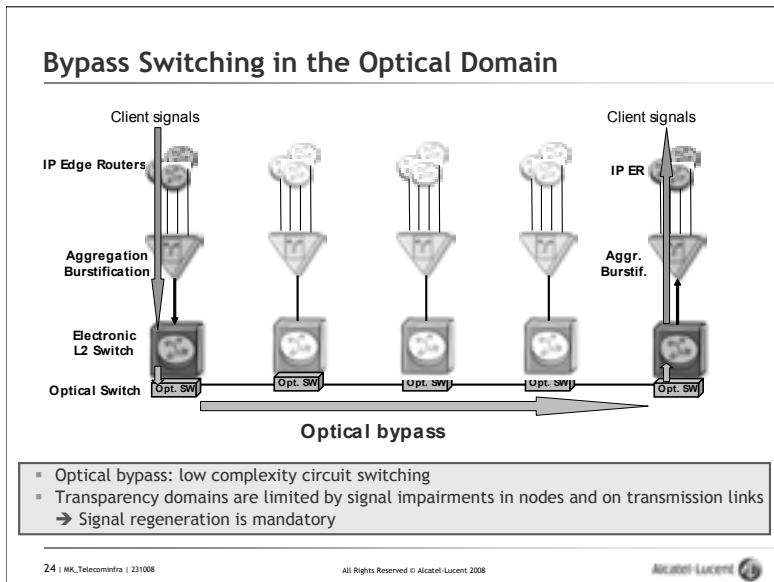 Bypass Switching in the Optical Domain
Client signals
Client signals
IP Edge Routers
IP ER
Aggregation
Burstification
Aggr.
Burstif.
Electronic
L2 Switch
Optical Switch
Opt. SW
Opt. SW
Opt. SW
Opt. SW
Opt. SW
Optical bypass
▪ Optical bypass: low complexity circuit switching
▪ Transparency domains are limited by signal impairments in nodes and on transmission links
➔ Signal regeneration is mandatory
24 | MK_Telecominfra | 231008
All Rights Reserved © Alcatel-Lucent 2008
Alcatel-Lucent